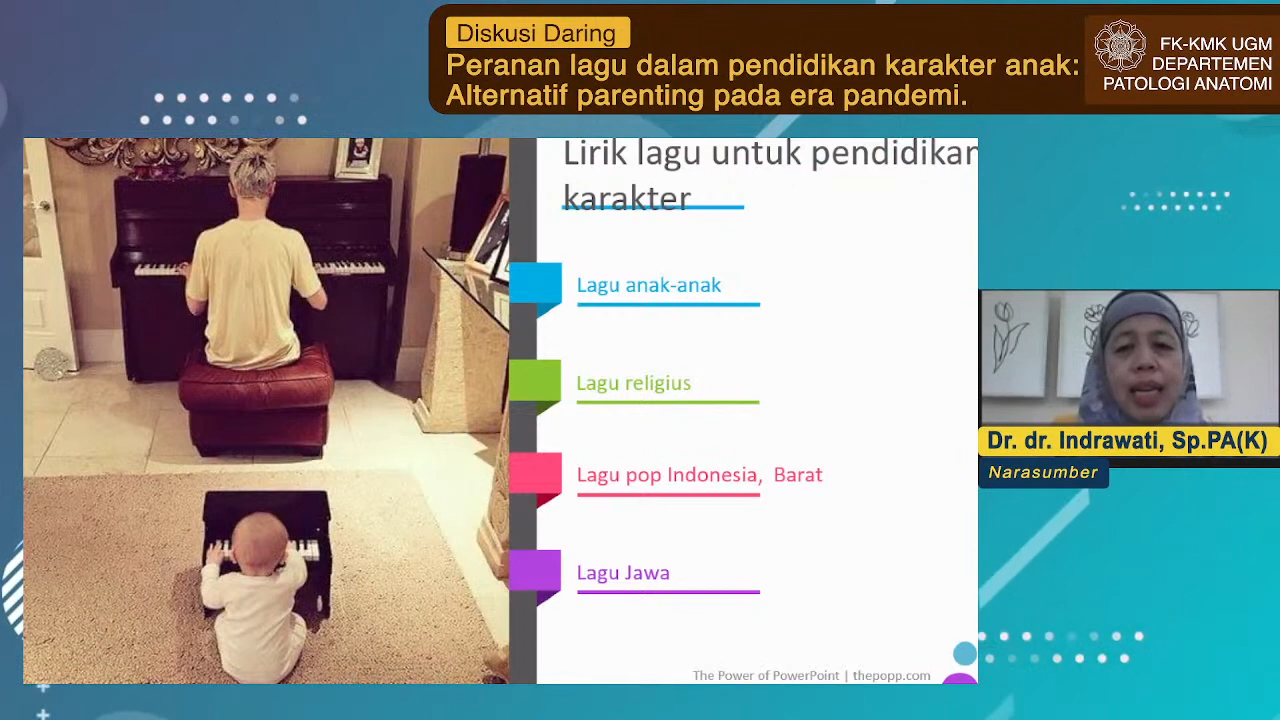 Diskusi Daring
Peranan lagu dalam pendidikan karakter anak:
Alternatif parenting pada era pandemi.
FK-KMK UGM
DEPARTEMEN
PATOLOGI ANATOMI
Lirik lagu untuk pendidikan
karakter
Lagu anak-anak
Lagu religius
Lagu pop Indonesia,  Barat
Lagu Jawa
The Power of PowerPoint | thepopp.com
Dr. dr. Indrawati, Sp.PA(K)
Narasumber